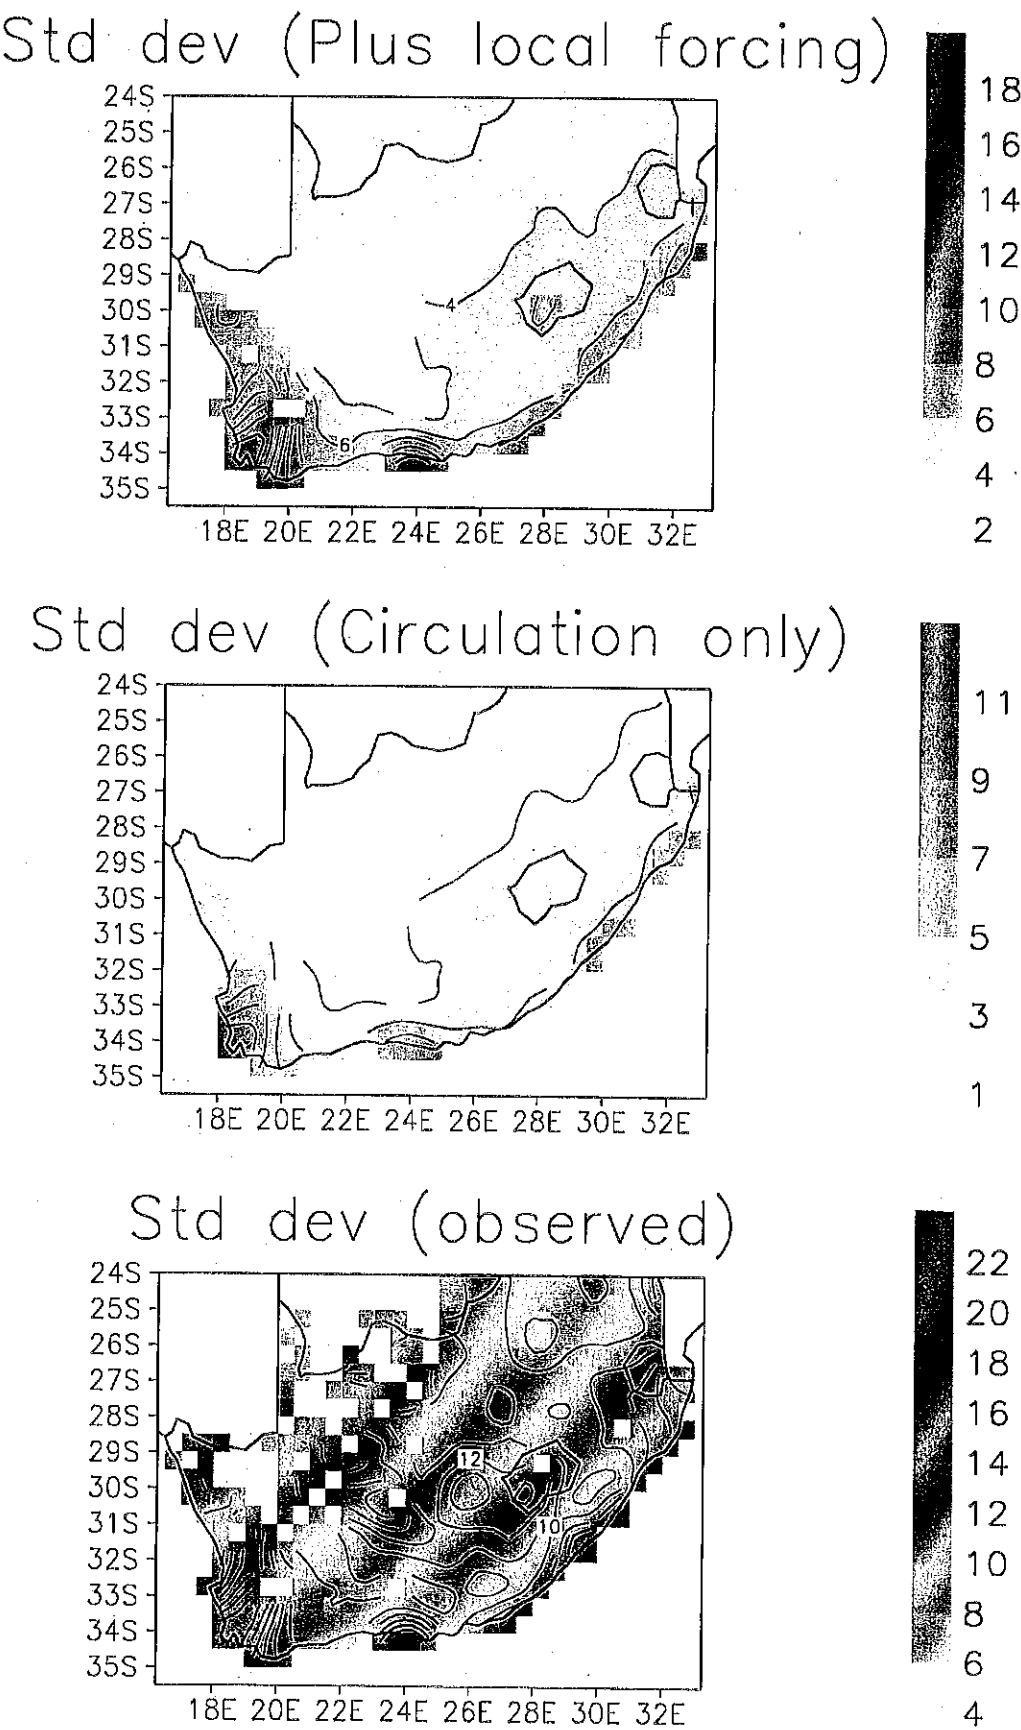 Std dev (Plus local forcing)
24S
25S
26S
27S
28S
29S
30S
31S
32S
33S
34S
35S
18E 20E 22E 24E 26E 28E 30E 32E
4
6
18
16
14
12
10
8
6
4
2
Std dev (Circulation only)
24S
25S
26S
27S
28S
29S
30S
31S
32S
33S
34S
35S
18E 20E 22E 24E 26E 28E 30E 32E
11
9
7
5
3
1
Std dev (observed)
24S
25S
26S
27S
28S
29S
30S
31S
32S
33S
34S
35S
18E 20E 22E 24E 26E 28E 30E 32E
12
10
22
20
18
16
14
12
10
8
6
4